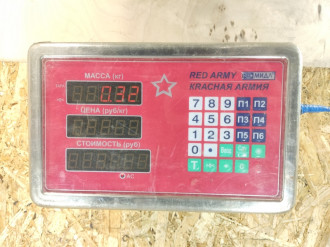 МАССА (кг)
0.32
ЦЕНА (руб/кг)
СТОИМОСТЬ (руб)
RED ARMY МИДЛ
КРАСНАЯ АРМИЯ
7 8 9 П1 П2
4 5 6 П3 П4
1 2 3 П5 П6
0
T